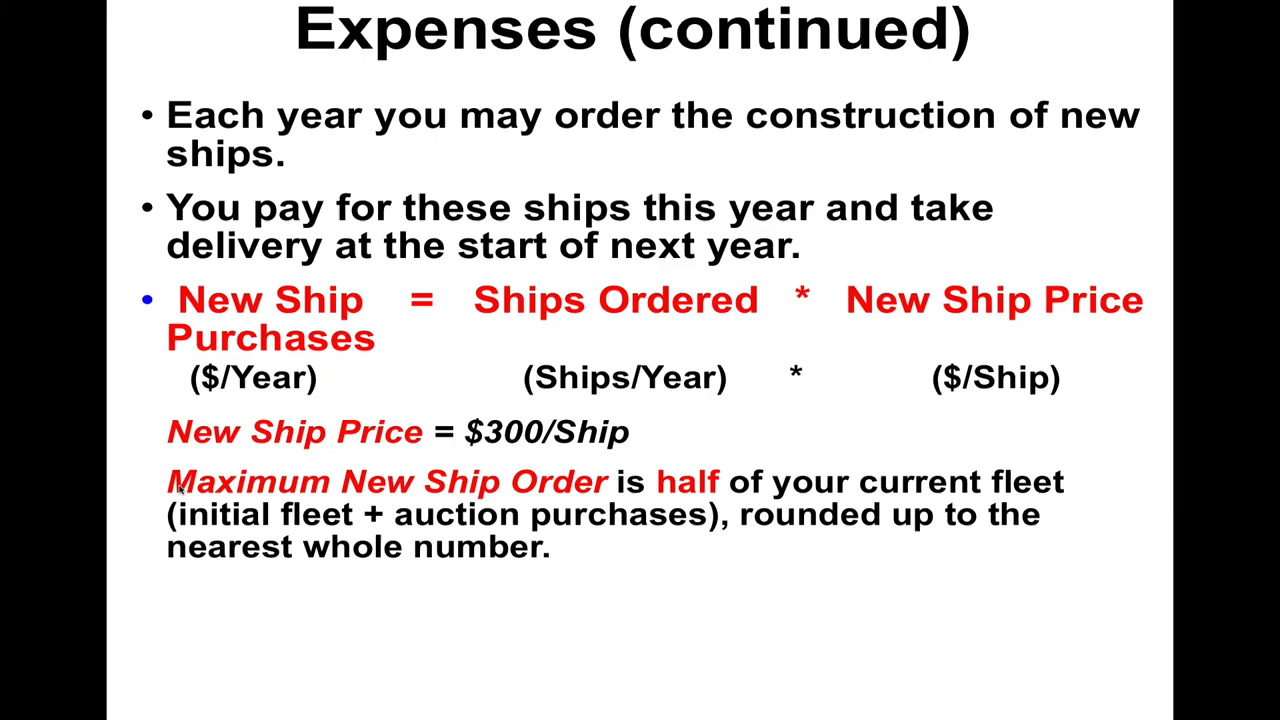 Expenses (continued)
• Each year you may order the construction of new
ships.
• You pay for these ships this year and take
delivery at the start of next year.
• New Ship = Ships Ordered * New Ship Price
Purchases
($/Year) (Ships/Year) * ($/Ship)
New Ship Price = $300/Ship
Maximum New Ship Order is half of your current fleet
(initial fleet + auction purchases), rounded up to the
nearest whole number.